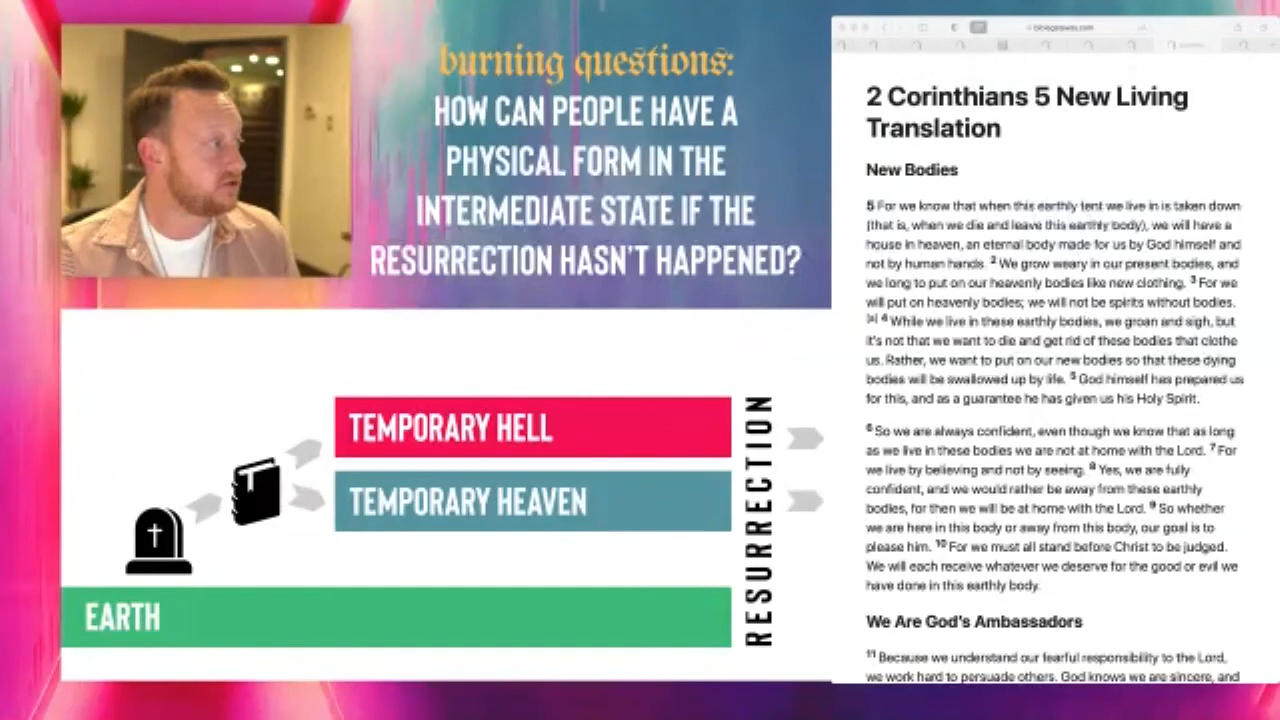 burning questions:
HOW CAN PEOPLE HAVE A
PHYSICAL FORM IN THE
INTERMEDIATE STATE IF THE
RESURRECTION HASN'T HAPPENED?
TEMPORARY HELL
TEMPORARY HEAVEN
EARTH
RESURRECTION
biblegateway.com
2 Corinthians 5 New Living
Translation
New Bodies
5 For we know that when this earthly tent we live in is taken down
(that is, when we die and leave this earthly body), we will have a
house in heaven, an eternal body made for us by God himself and
not by human hands. 2 We grow weary in our present bodies, and
we long to put on our heavenly bodies like new clothing. 3 For we
will put on heavenly bodies; we will not be spirits without bodies.
[a] 4 While we live in these earthly bodies, we groan and sigh, but
it's not that we want to die and get rid of these bodies that clothe
us. Rather, we want to put on our new bodies so that these dying
bodies will be swallowed up by life. 5 God himself has prepared us
for this, and as a guarantee he has given us his Holy Spirit.
6 So we are always confident, even though we know that as long
as we live in these bodies we are not at home with the Lord. 7 For
we live by believing and not by seeing. 8 Yes, we are fully
confident, and we would rather be away from these earthly
bodies, for then we will be at home with the Lord. 9 So whether
we are here in this body or away from this body, our goal is to
please him. 10 For we must all stand before Christ to be judged.
We will each receive whatever we deserve for the good or evil we
have done in this earthly body.
We Are God's Ambassadors
11 Because we understand our fearful responsibility to the Lord,
we work hard to persuade others. God knows we are sincere, and